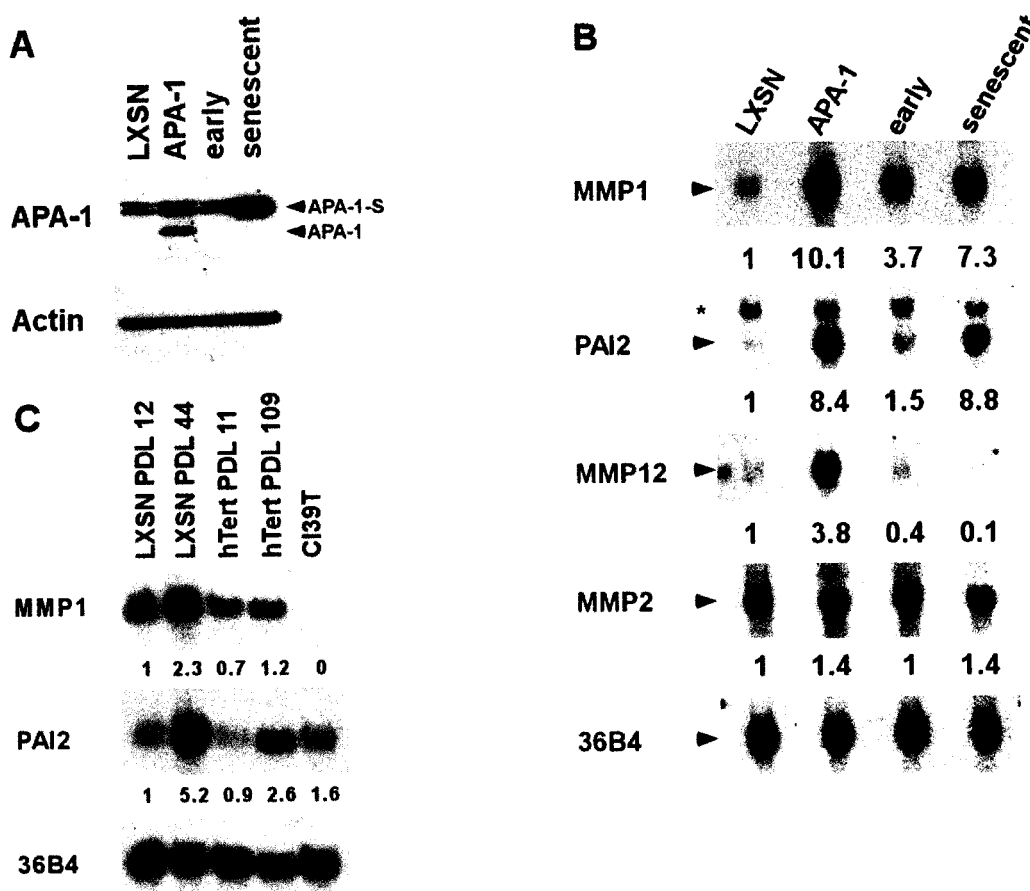 A
LXSN
APA-1
early
senescent
APA-1
APA-1-S
APA-1
Actin
B
LXSN
APA-1
early
senescent
MMP1
1 10.1 3.7 7.3
*
PAI2
1 8.4 1.5 8.8
MMP12
1 3.8 0.4 0.1
MMP2
1 1.4 1 1.4
36B4
C
LXSN PDL 12
LXSN PDL 44
hTert PDL 11
hTert PDL 109
CI39T
MMP1
1 2.3 0.7 1.2 0
PAI2
1 5.2 0.9 2.6 1.6
36B4